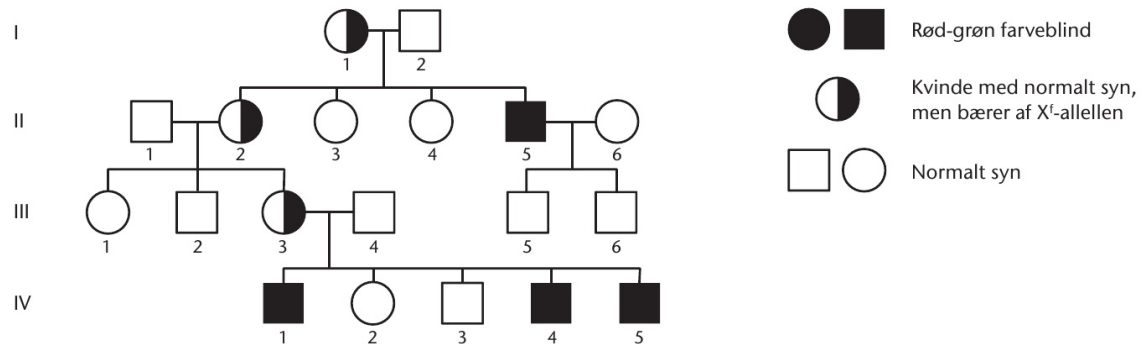 I
1
2
Rød-grøn farveblind
Kvinde med normalt syn,
men bærer af Xᶠ-allellen
II
1
2
3
4
5
6
Normalt syn
III
1
2
3
4
5
6
IV
1
2
3
4
5